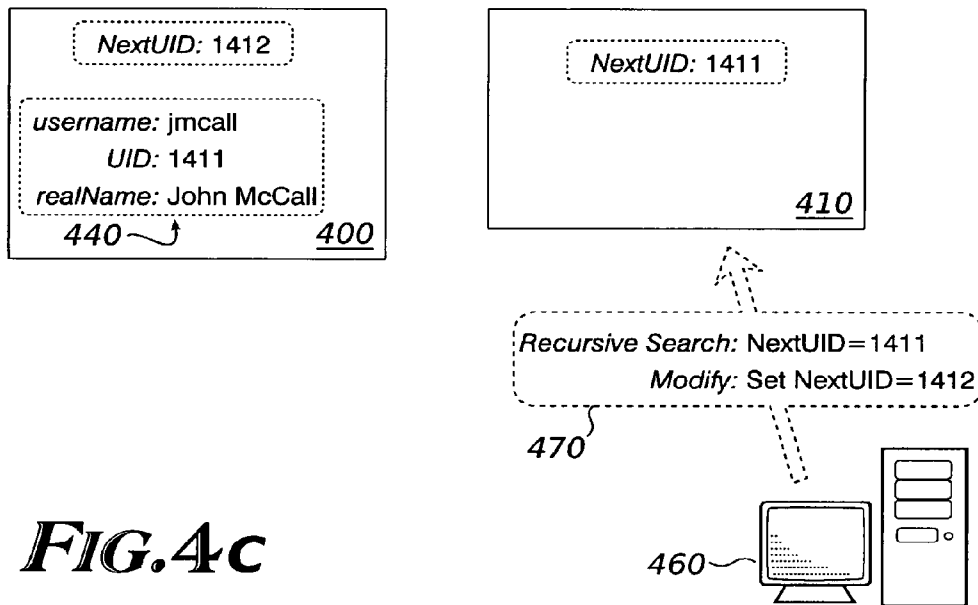 NextUID: 1412
username: jmcall
UID: 1411
realName: John McCall
440
400
NextUID: 1411
410
Recursive Search: NextUID=1411
Modify: Set NextUID=1412
470
460
FIG.4c